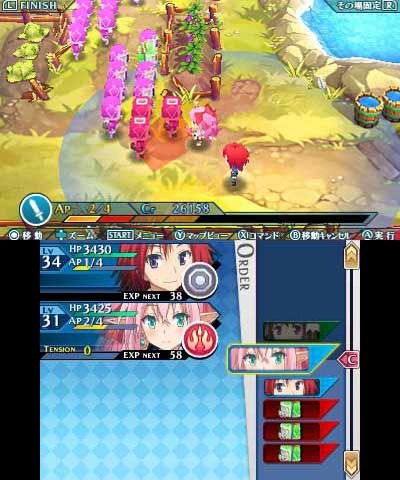 L FINISH
その場固定 R
AP 2/4 Cr 26158
移動 ズーム START メニュー Y マップビュー X コマンド B 移動キャンセル A 実行
Lv 34
HP 3430
AP 1/4
EXP NEXT 38
Lv 31
HP 3425
AP 2/4
TENSION 0
EXP NEXT 58
ORDER
C